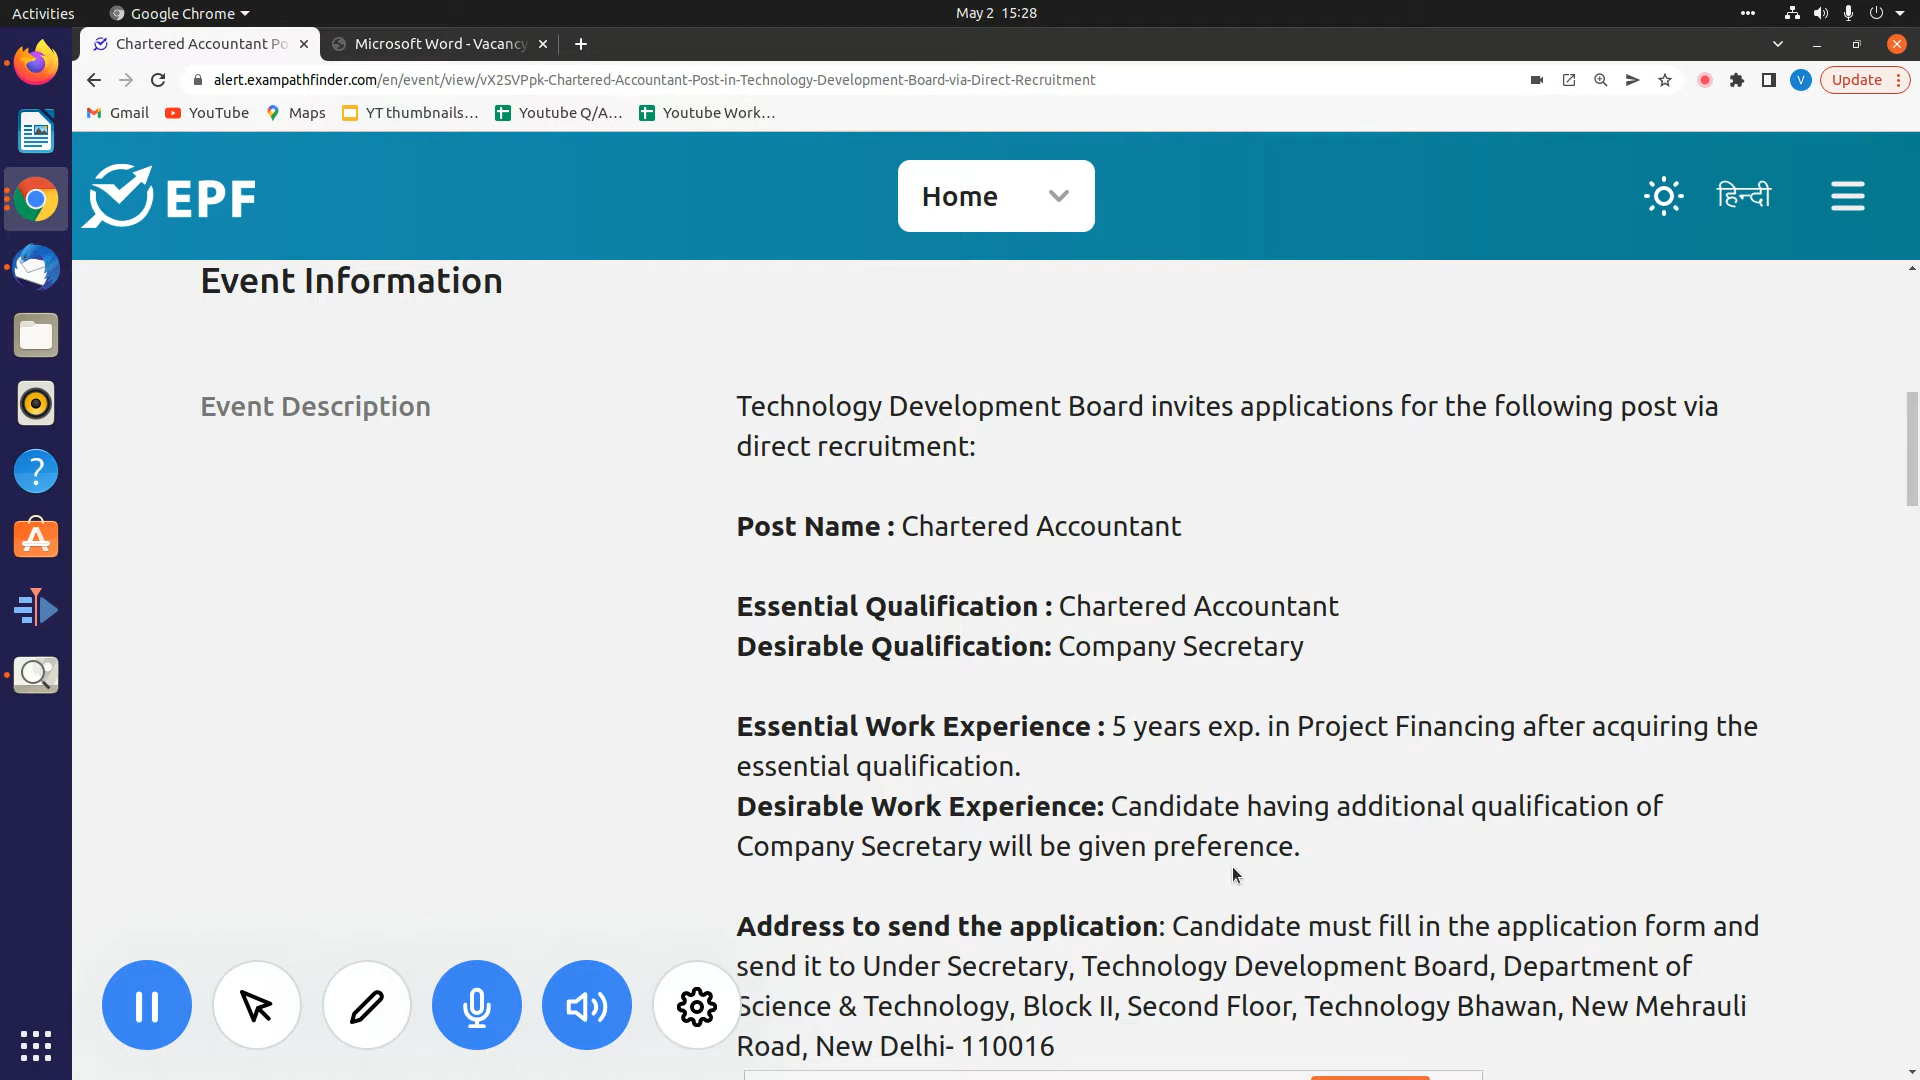 Activities
Google Chrome
May 2 15:28
Chartered Accountant Po
Microsoft Word - Vacancy
alert.exampathfinder.com/en/event/view/vX2SVPpk-Chartered-Accountant-Post-in-Technology-Development-Board-via-Direct-Recruitment
V
Update
Gmail
YouTube
Maps
YT thumbnails...
Youtube Q/A...
Youtube Work...
EPF
Home
हिन्दी
Event Information
Event Description
Technology Development Board invites applications for the following post via
direct recruitment:
Post Name : Chartered Accountant
Essential Qualification : Chartered Accountant
Desirable Qualification: Company Secretary
Essential Work Experience : 5 years exp. in Project Financing after acquiring the
essential qualification.
Desirable Work Experience: Candidate having additional qualification of
Company Secretary will be given preference.
Address to send the application: Candidate must fill in the application form and
send it to Under Secretary, Technology Development Board, Department of
Science & Technology, Block II, Second Floor, Technology Bhawan, New Mehrauli
Road, New Delhi- 110016